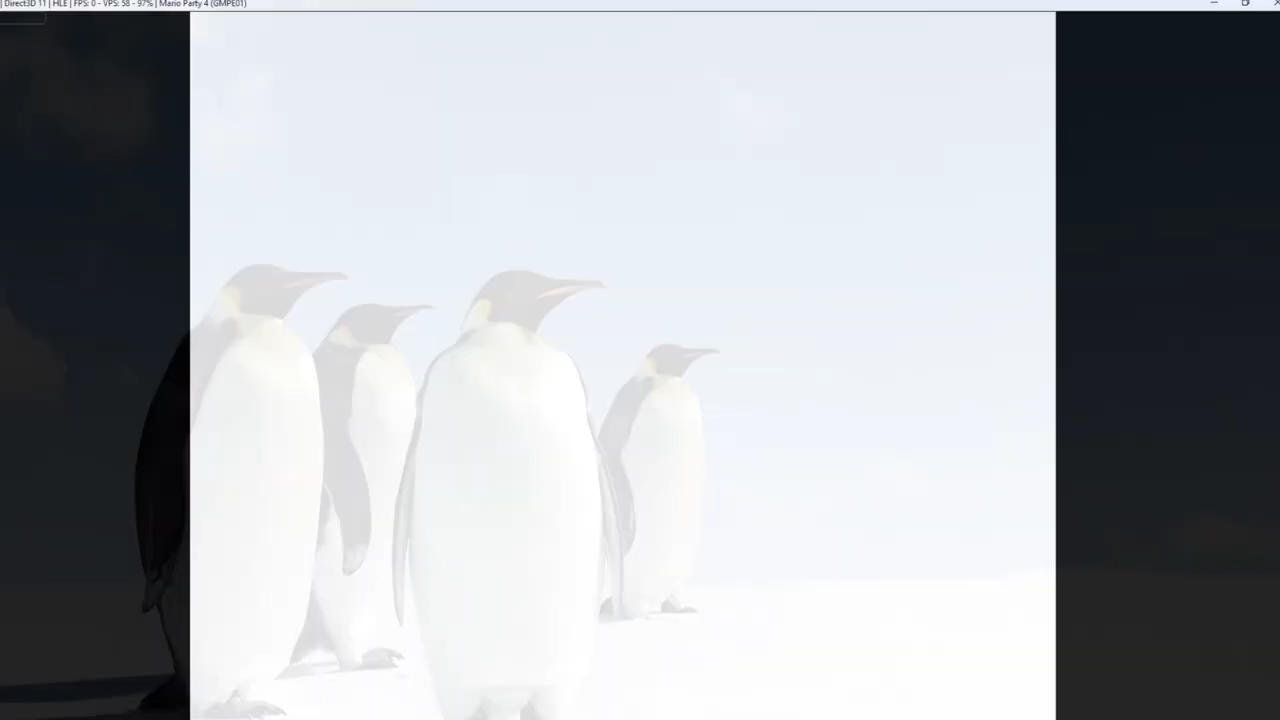 | Direct3D 11 | HLE | FPS: 0 - VPS: 58 - 97% | Mario Party 4 (GMPE01)